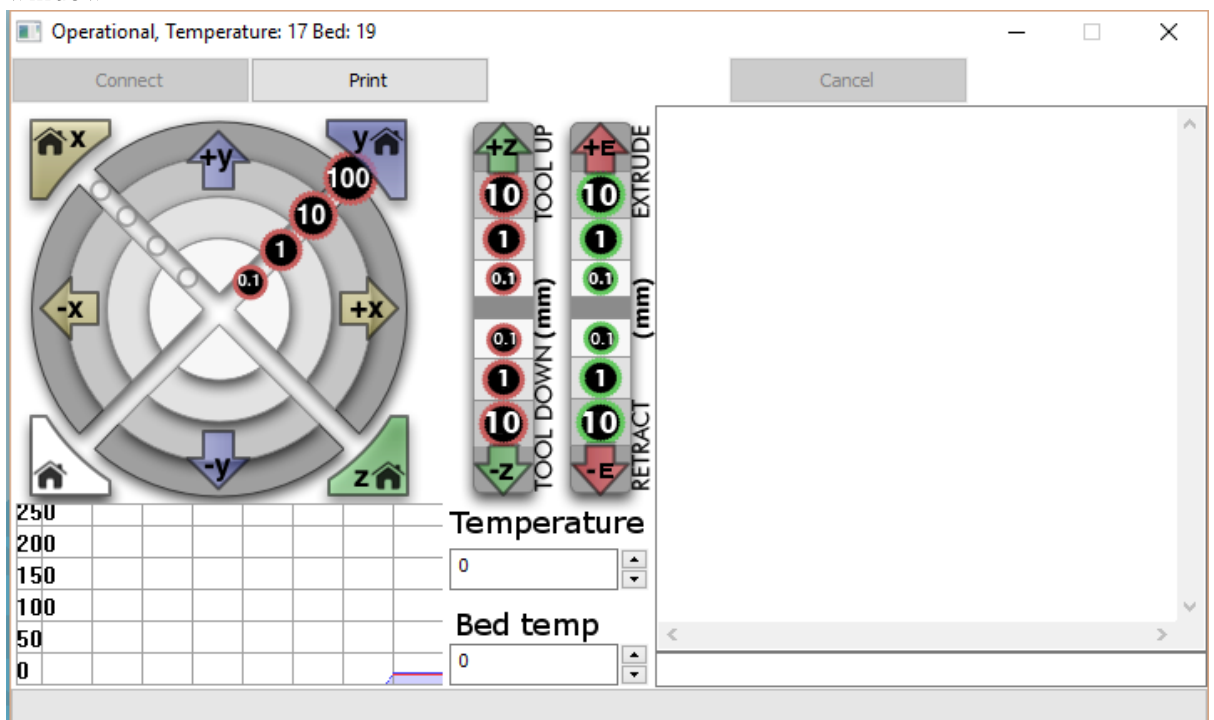 Operational, Temperature: 17 Bed: 19
Connect
Print
Cancel
x
+y
y
100
10
1
0.1
-x
+x
-y
z
+Z
10
1
0.1
0.1
1
10
-Z
TOOL UP
(mm)
TOOL DOWN
+E
10
1
0.1
0.1
1
10
-E
EXTRUDE
(mm)
RETRACT
250
200
150
100
50
0
Temperature
0
Bed temp
0